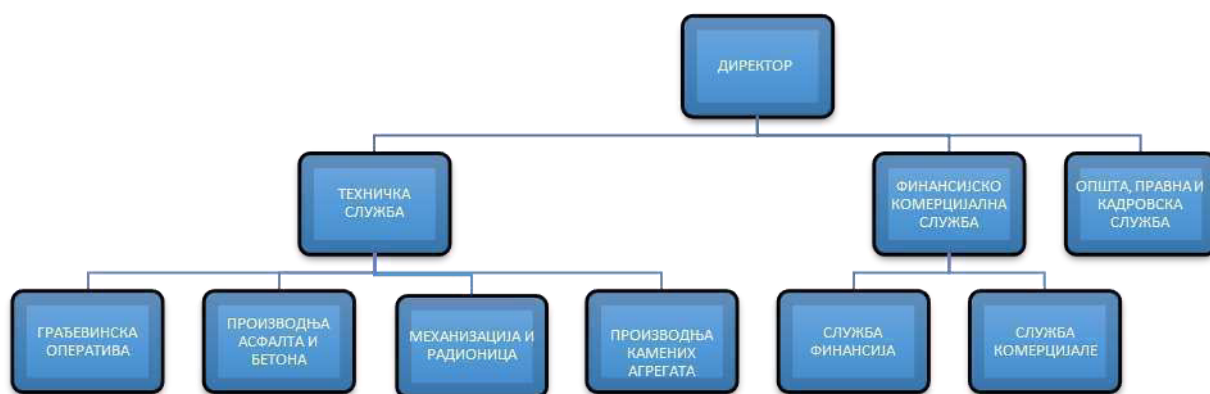 ДИРЕКТОР
ТЕХНИЧКА
СЛУЖБА
ФИНАНСИЈСКО
КОМЕРЦИЈАЛНА
СЛУЖБА
ОПШТА, ПРАВНА И
КАДРОВСКА
СЛУЖБА
ГРАЂЕВИНСКА
ОПЕРАТИВА
ПРОИЗВОДЊА
АСФАЛТА И
БЕТОНА
МЕХАНИЗАЦИЈА И
РАДИОНИЦА
ПРОИЗВОДЊА
КАМЕНИХ
АГРЕГАТА
СЛУЖБА
ФИНАНСИЈА
СЛУЖБА
КОМЕРЦИЈАЛЕ